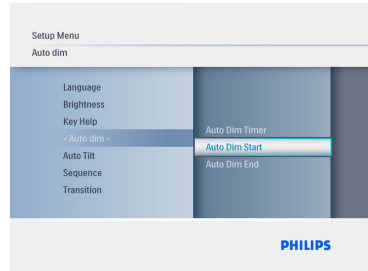 Setup Menu
Auto dim
Language
Brightness
Key Help
< Auto dim >
Auto Tilt
Sequence
Transition
Auto Dim Timer
Auto Dim Start
Auto Dim End
PHILIPS